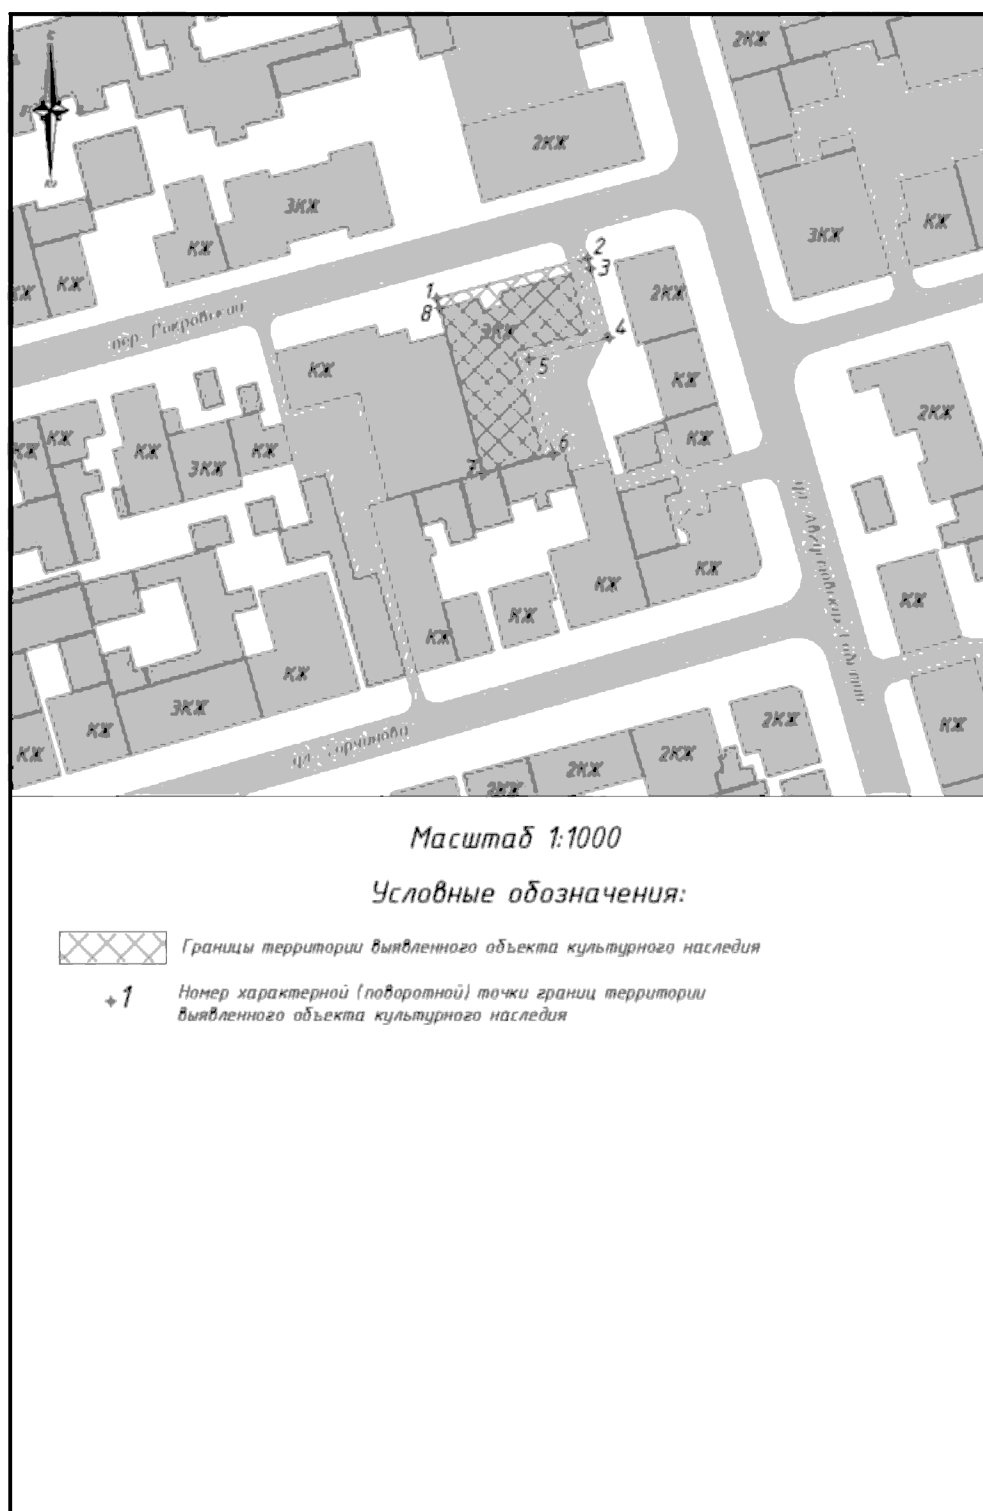 2КЖ
2КЖ
3КЖ
КЖ
КЖ
КЖ
3КЖ
КЖ
2
3
1
8
2КЖ
пер. Покровский
3КЖ
4
5
КЖ
КЖ
2КЖ
КЖ
КЖ
КЖ
КЖ
3КЖ
КЖ
6
7
КЖ
КЖ
КЖ
КЖ
КЖ
КЖ
КЖ
3КЖ
КЖ
КЖ
КЖ
2КЖ
2КЖ
2КЖ
2КЖ
Масштаб 1:1000
Условные обозначения:
Границы территории выявленного объекта культурного наследия
1
Номер характерной (поворотной) точки границ территории
выявленного объекта культурного наследия